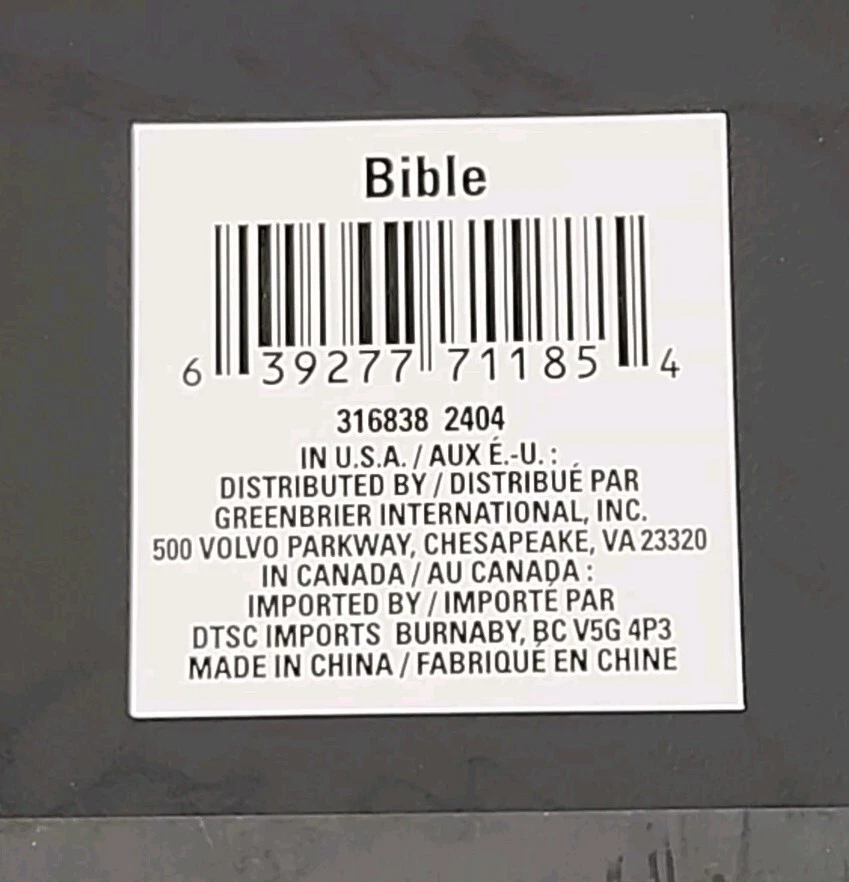 Bible
6 39277 71185 4
316838 2404
IN U.S.A. / AUX É.-U. :
DISTRIBUTED BY / DISTRIBUÉ PAR
GREENBRIER INTERNATIONAL, INC.
500 VOLVO PARKWAY, CHESAPEAKE, VA 23320
IN CANADA / AU CANADA :
IMPORTED BY / IMPORTÉ PAR
DTSC IMPORTS BURNABY, BC V5G 4P3
MADE IN CHINA / FABRIQUÉ EN CHINE